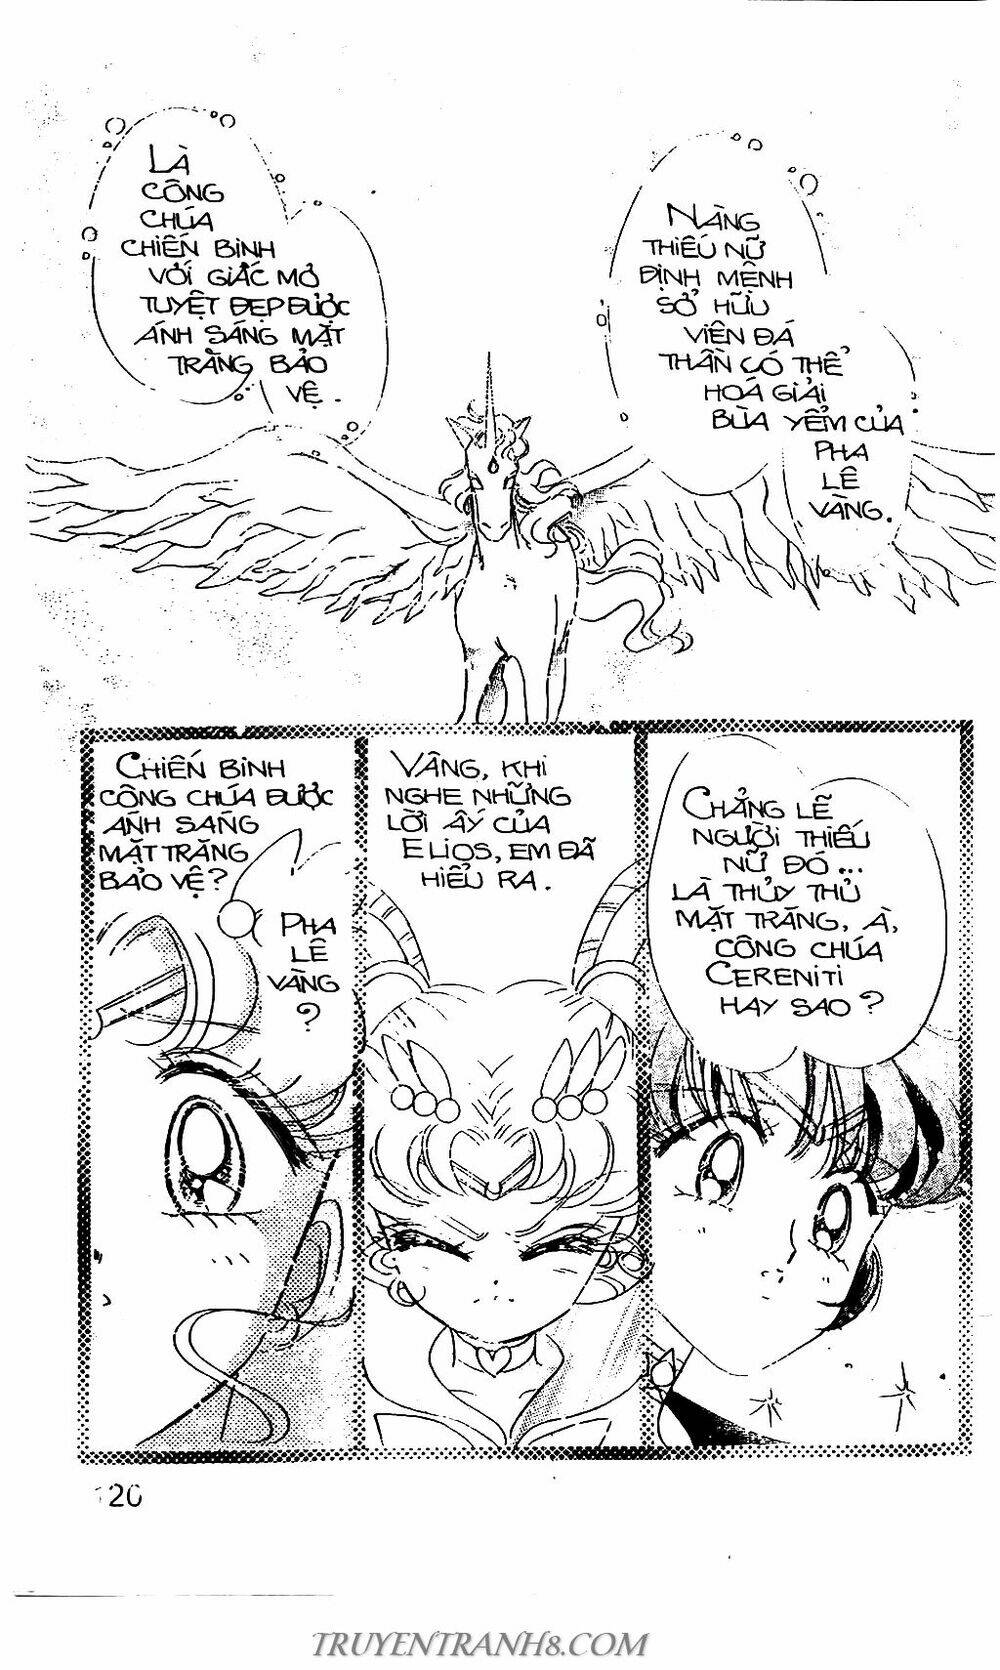 NÀNG
THIẾU NỮ
ĐỊNH MỆNH
SỞ HỮU
VIÊN ĐÁ
THẦN CÓ THỂ
HOÁ GIẢI
BÙA YỂM CỦA
PHA
LÊ
VÀNG.
LÀ
CÔNG
CHÚA
CHIẾN BINH
VỚI GIẤC MƠ
TUYỆT ĐẸP ĐƯỢC
ÁNH SÁNG MẶT
TRĂNG BẢO
VỆ.
CHẲNG LẼ
NGƯỜI THIẾU
NỮ ĐÓ...
LÀ THỦY THỦ
MẶT TRĂNG, À,
CÔNG CHÚA
CERENITI
HAY SAO?
VÂNG, KHI
NGHE NHỮNG
LỜI ẤY CỦA
ELIOS, EM ĐÃ
HIỂU RA.
CHIẾN BINH
CÔNG CHÚA ĐƯỢC
ÁNH SÁNG
MẶT TRĂNG
BẢO VỆ?
PHA
LÊ
VÀNG
?
120
TRUYENTRANH8.COM